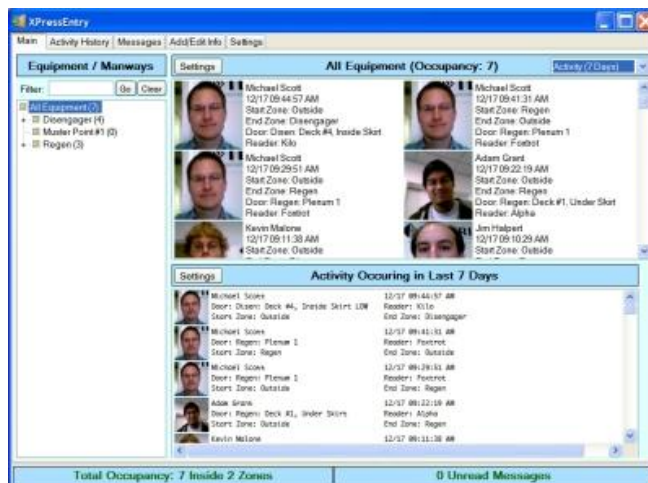 XPressEntry
Main Activity History Messages Add/Edit Info Settings
Equipment / Manways
Filter: Go Clear
All Equipment (7)
Disengager (4)
Muster Point #1 (0)
Regen (3)
Settings All Equipment (Occupancy: 7) Activity (7 Days)
Michael Scott
12/17 09:44:57 AM
Start Zone: Outside
End Zone: Disengager
Door: Disen: Deck #4, Inside Skirt
Reader: Kilo
Michael Scott
12/17 09:41:31 AM
Start Zone: Outside
End Zone: Regen
Door: Regen: Plenum 1
Reader: Foxtrot
Michael Scott
12/17 09:29:51 AM
Start Zone: Outside
End Zone: Regen
Door: Regen: Plenum 1
Reader: Foxtrot
Adam Grant
12/17 09:22:19 AM
Start Zone: Outside
End Zone: Regen
Door: Regen: Deck #1, Under Skirt
Reader: Alpha
Kevin Malone
12/17 09:11:38 AM
Start Zone: Outside
Jim Halpert
12/17 09:10:29 AM
Start Zone: Outside
Settings Activity Occuring in Last 7 Days
Michael Scott 12/17 09:44:57 AM
Door: Disen: Deck #4, Inside Skirt LOW Reader: Kilo
Start Zone: Outside End Zone: Disengager
Michael Scott 12/17 09:41:31 AM
Door: Regen: Plenum 1 Reader: Foxtrot
Start Zone: Regen End Zone: Outside
Michael Scott 12/17 09:29:51 AM
Door: Regen: Plenum 1 Reader: Foxtrot
Start Zone: Outside End Zone: Regen
Adam Grant 12/17 09:22:19 AM
Door: Regen: Deck #1, Under Skirt Reader: Alpha
Start Zone: Outside End Zone: Regen
Kevin Malone 12/17 09:11:38 AM
Total Occupancy: 7 Inside 2 Zones 0 Unread Messages